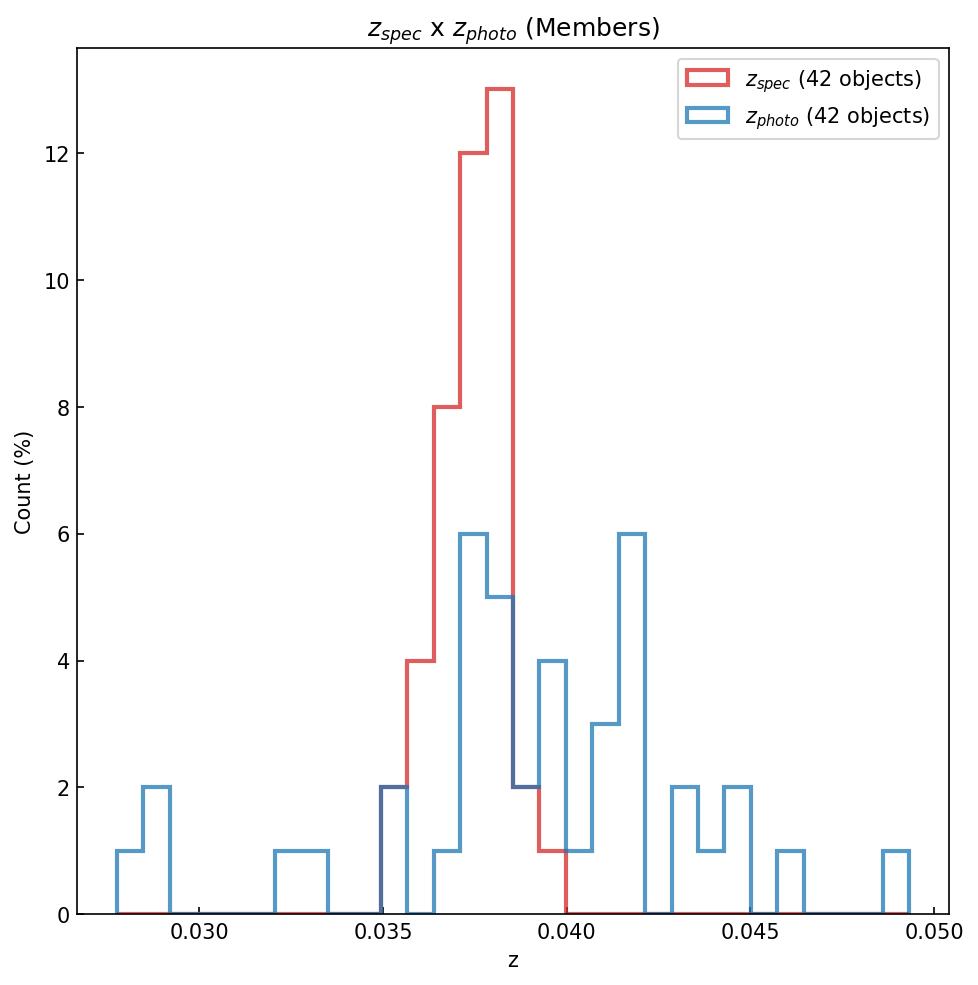 z_spec x z_photo (Members)
z_spec (42 objects)
z_photo (42 objects)
Count (%)
12
10
8
6
4
2
0
0.030 0.035 0.040 0.045 0.050
z